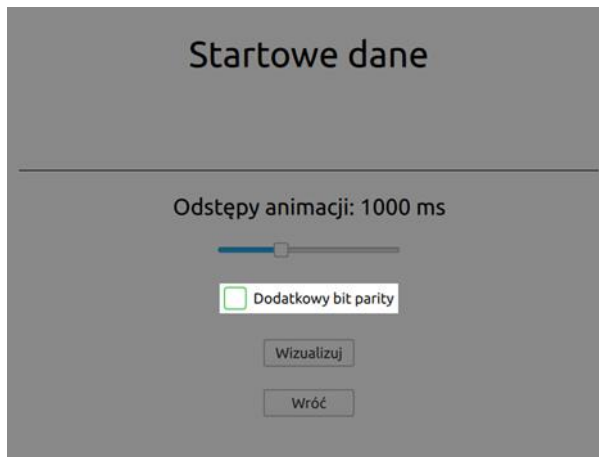 Startowe dane
Odstępy animacji: 1000 ms
Dodatkowy bit parity
Wizualizuj
Wróć